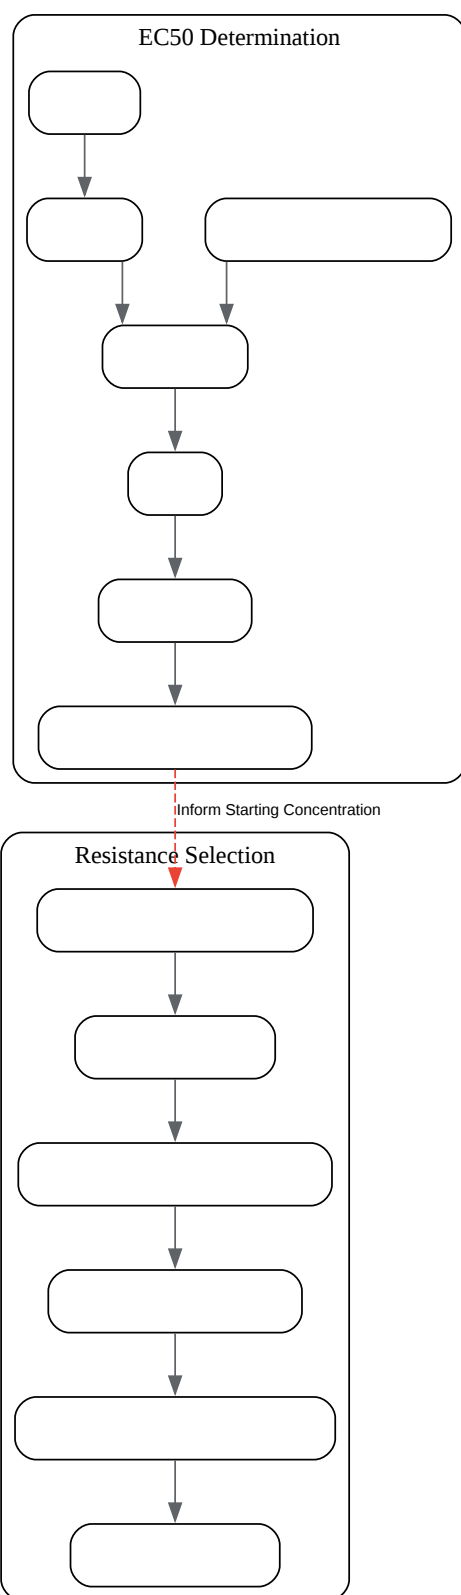 EC50 Determination
Inform Starting Concentration
Resistance Selection